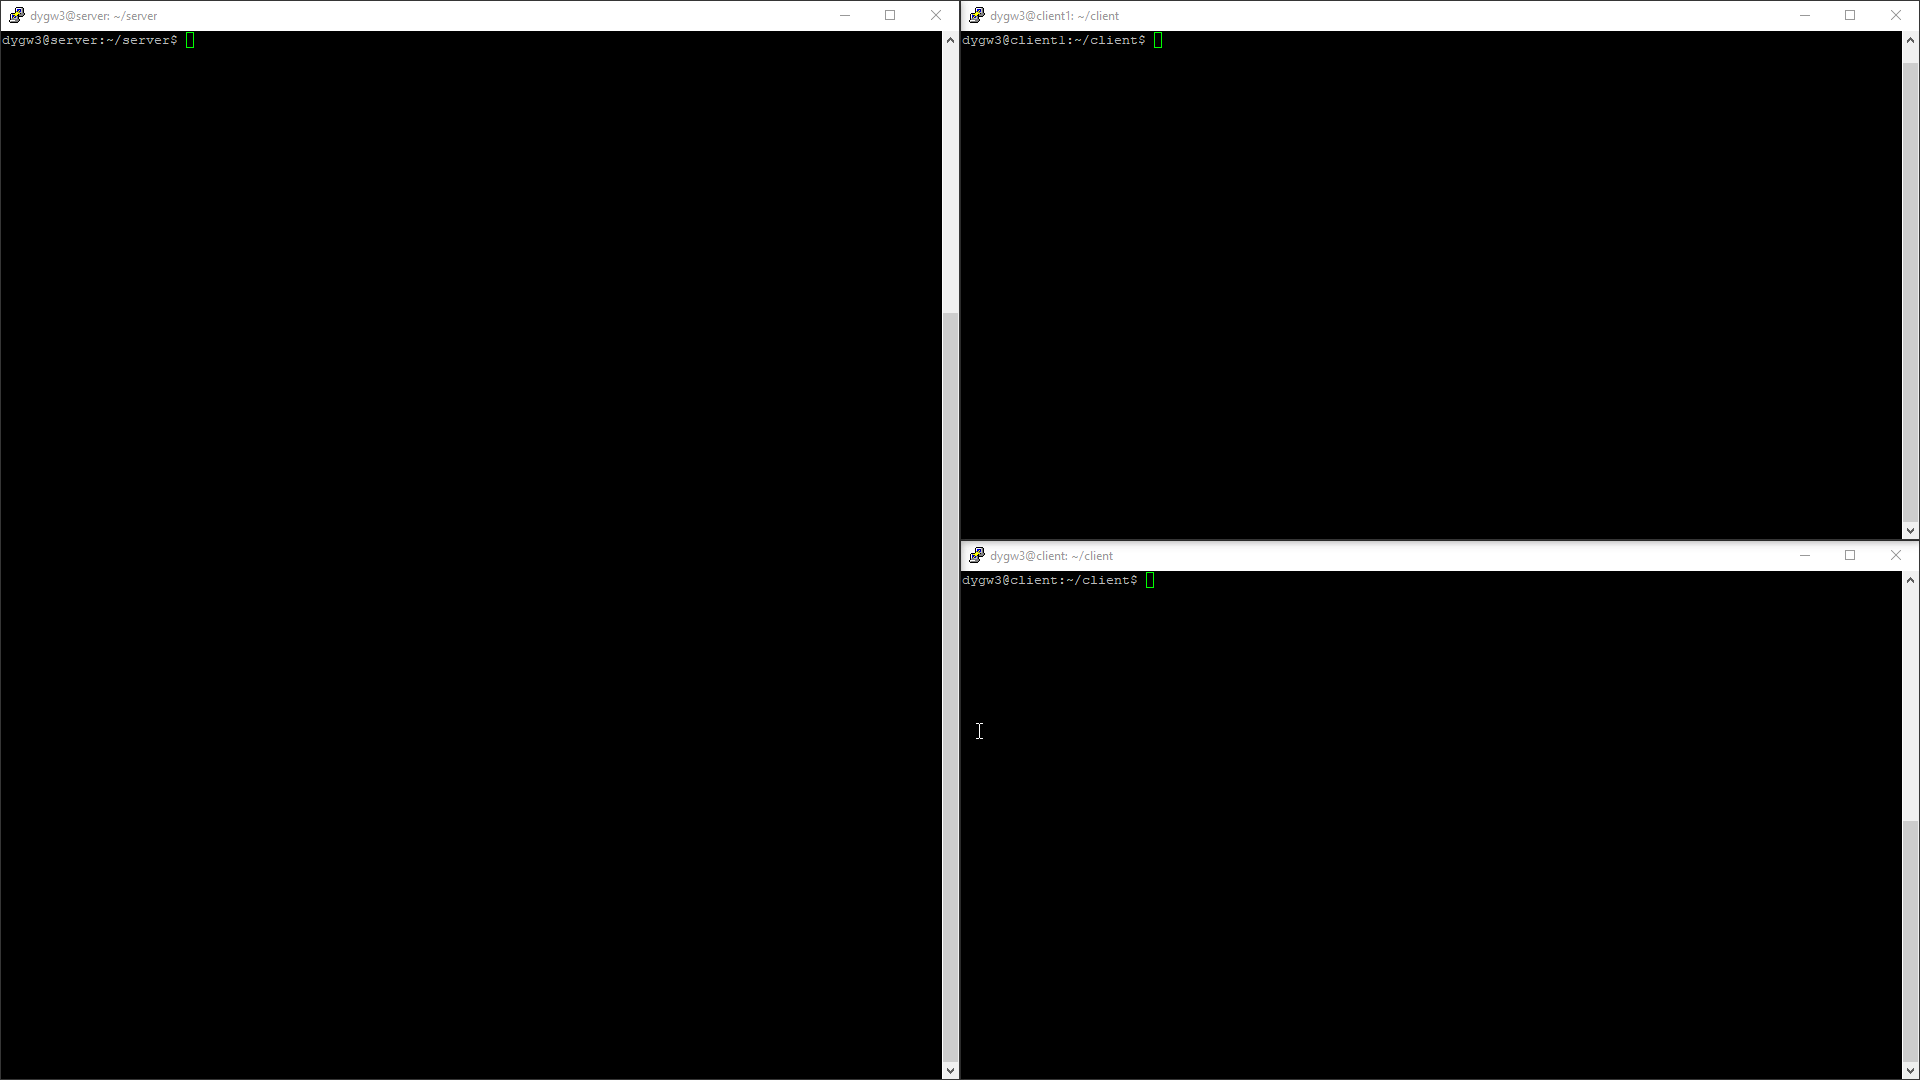 dygw3@server: ~/server
dygw3@server:~/server$
dygw3@client1: ~/client
dygw3@client1:~/client$
dygw3@client: ~/client
dygw3@client:~/client$